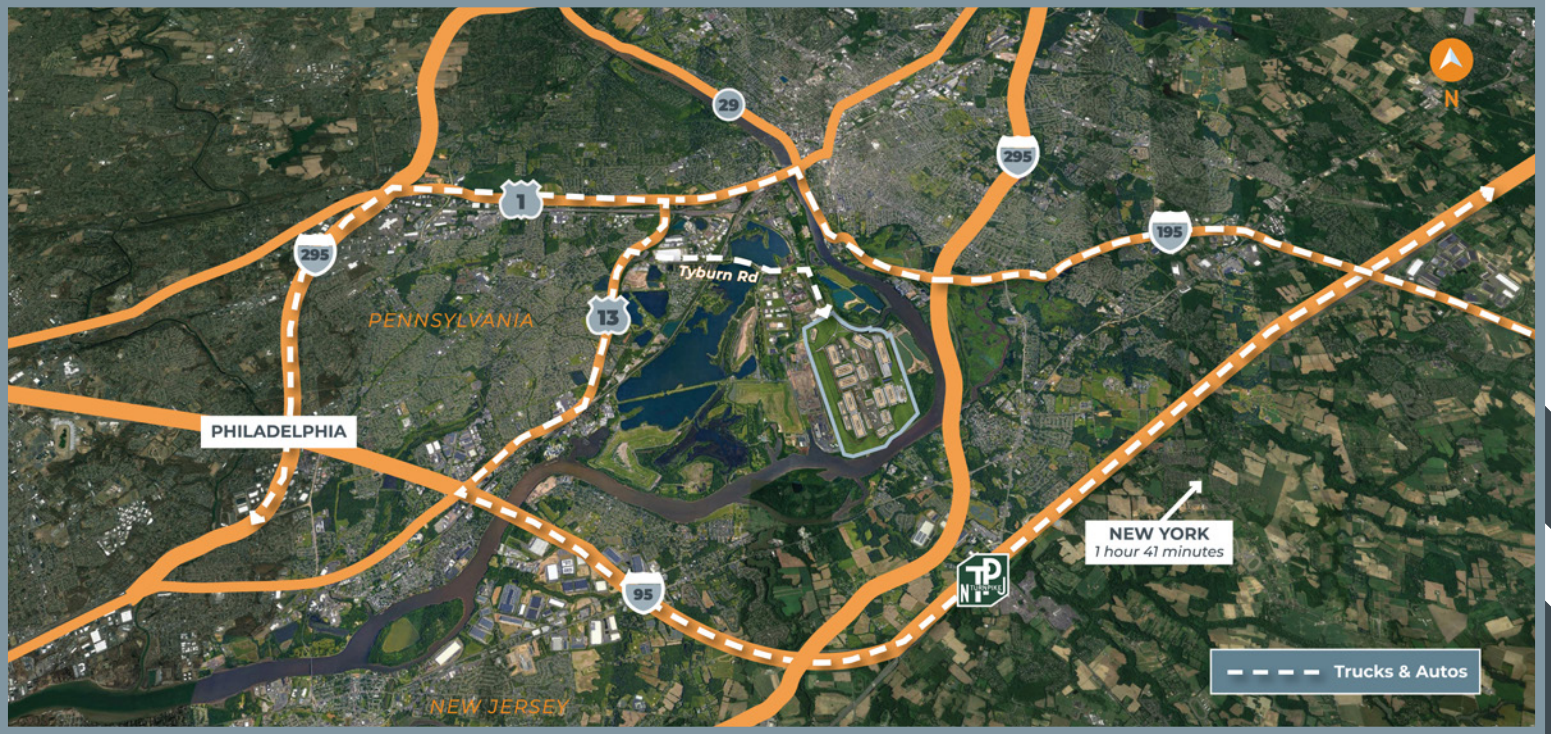 N
29
295
1
195
295
Tyburn Rd
13
PENNSYLVANIA
PHILADELPHIA
NEW YORK
1 hour 41 minutes
TP
N TURNPIKE J
95
Trucks & Autos
NEW JERSEY